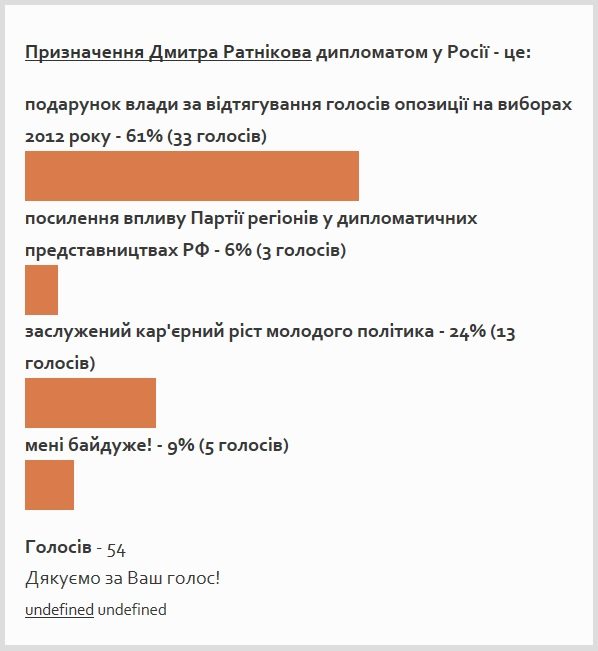 Призначення Дмитра Ратнікова дипломатом у Росії - це:
подарунок влади за відтягування голосів опозиції на виборах
2012 року - 61% (33 голосів)
посилення впливу Партії регіонів у дипломатичних
представництвах РФ - 6% (3 голосів)
заслужений кар'єрний ріст молодого політика - 24% (13
голосів)
мені байдуже! - 9% (5 голосів)
Голосів - 54
Дякуємо за Ваш голос!
undefined undefined